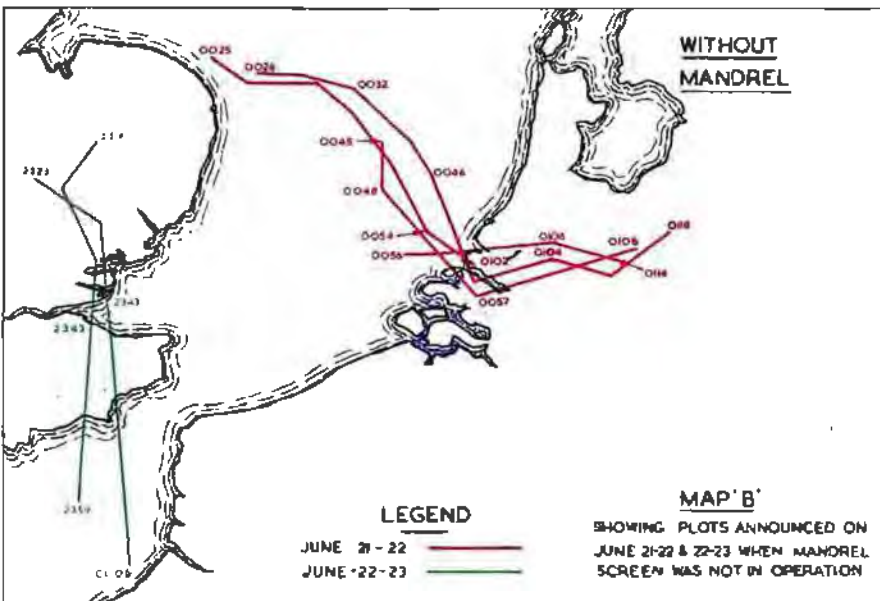 WITHOUT
MANDREL
0025
0024
0032
0045
0046
0048
0054
0056
0102
0057
0104
0106
0114
0118
2323
2343
2343
2359
LEGEND
JUNE 21-22
JUNE 22-23
MAP 'B'
SHOWING PLOTS ANNOUNCED ON
JUNE 21-22 & 22-23 WHEN MANDREL
SCREEN WAS NOT IN OPERATION